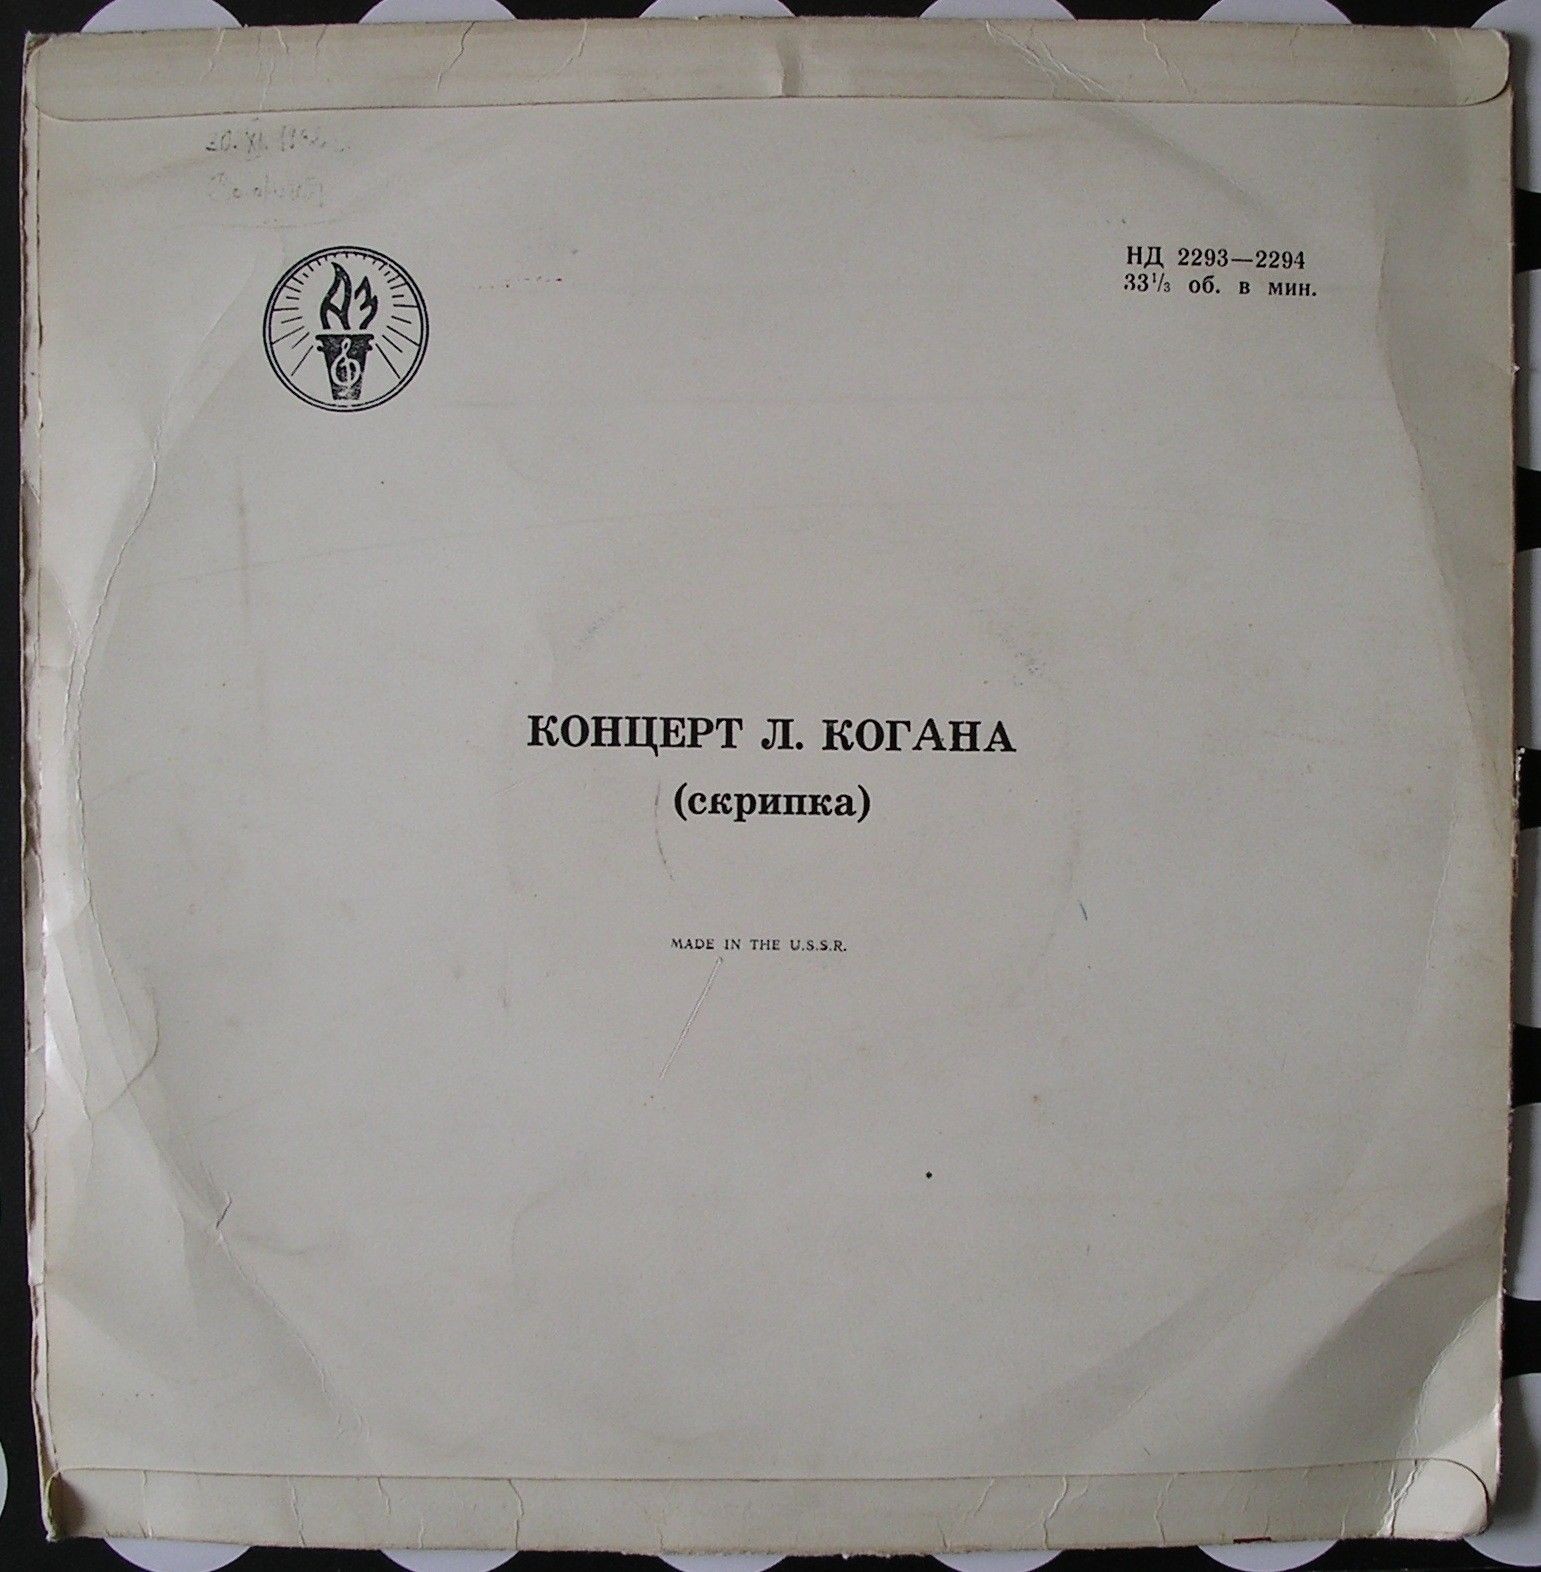 АЗ
НД 2293—2294
33⅓ об. в мин.
КОНЦЕРТ Л. КОГАНА
(скрипка)
MADE IN THE U.S.S.R.